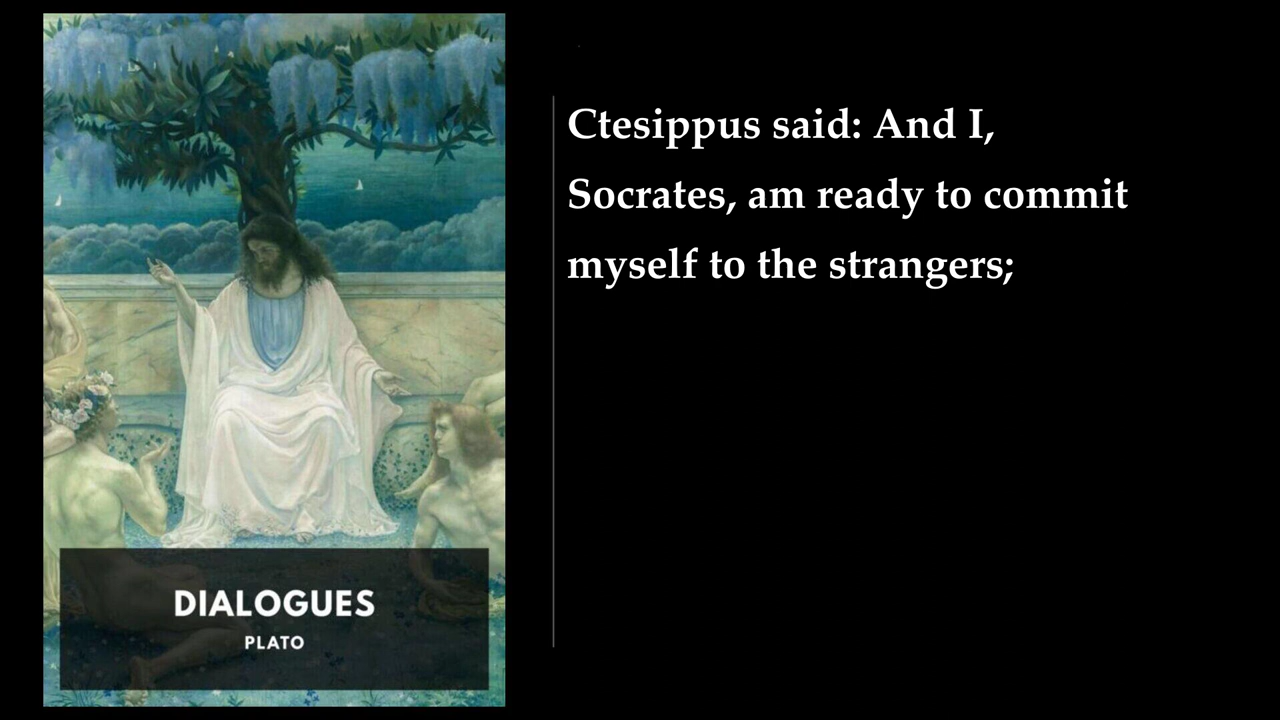 Ctesippus said: And I,
Socrates, am ready to commit
myself to the strangers;
DIALOGUES
PLATO